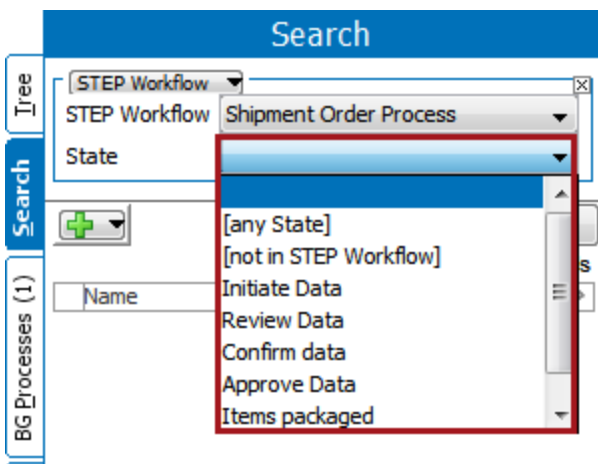 Search
Tree
Search
BG Processes (1)
STEP Workflow
STEP Workflow Shipment Order Process
State
[any State]
[not in STEP Workflow]
Initiate Data
Review Data
Confirm data
Approve Data
Items packaged
Name
s